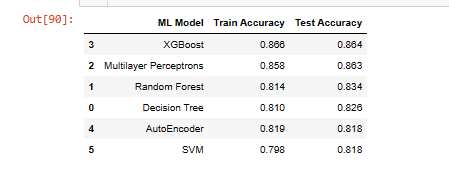 Out[90]:
ML Model Train Accuracy Test Accuracy
3 XGBoost 0.866 0.864
2 Multilayer Perceptrons 0.858 0.863
1 Random Forest 0.814 0.834
0 Decision Tree 0.810 0.826
4 AutoEncoder 0.819 0.818
5 SVM 0.798 0.818